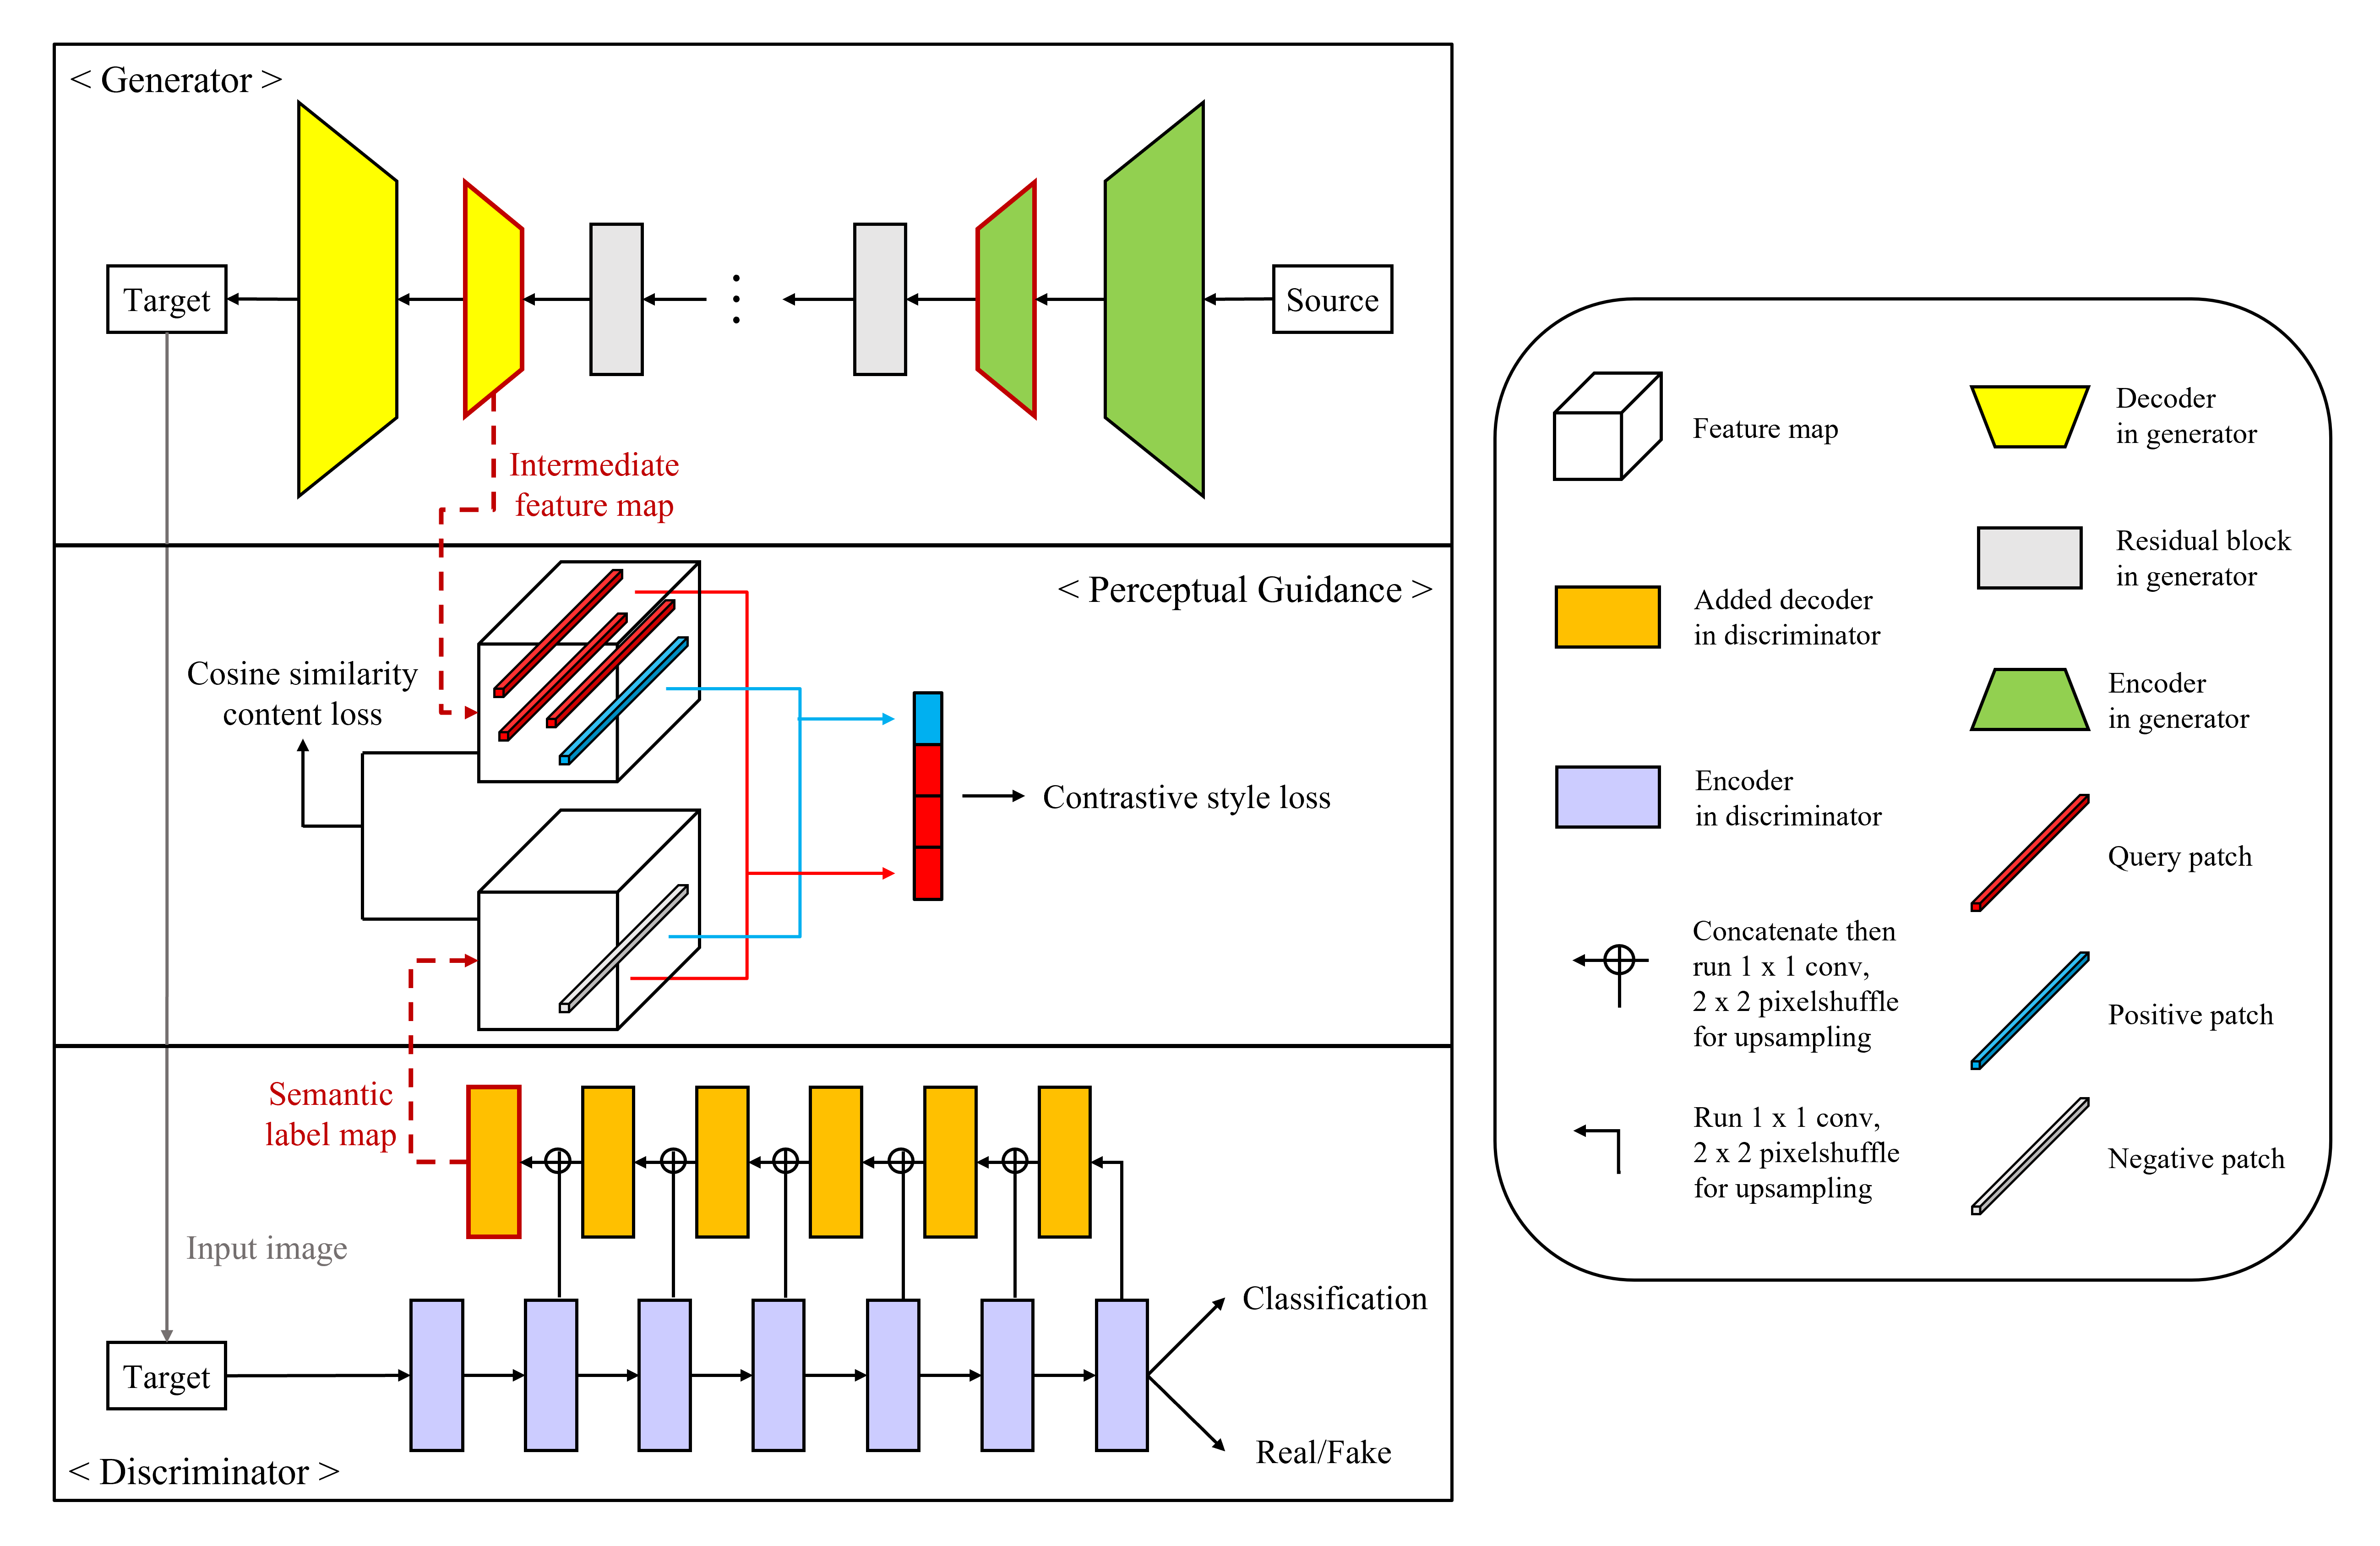 < Generator >
Target
Source
Intermediate
feature map
< Perceptual Guidance >
Cosine similarity
content loss
Contrastive style loss
Semantic
label map
Input image
Target
Classification
Real/Fake
< Discriminator >
Feature map
Added decoder
in discriminator
Encoder
in discriminator
Concatenate then
run 1 x 1 conv,
2 x 2 pixelshuffle
for upsampling
Run 1 x 1 conv,
2 x 2 pixelshuffle
for upsampling
Decoder
in generator
Residual block
in generator
Encoder
in generator
Query patch
Positive patch
Negative patch